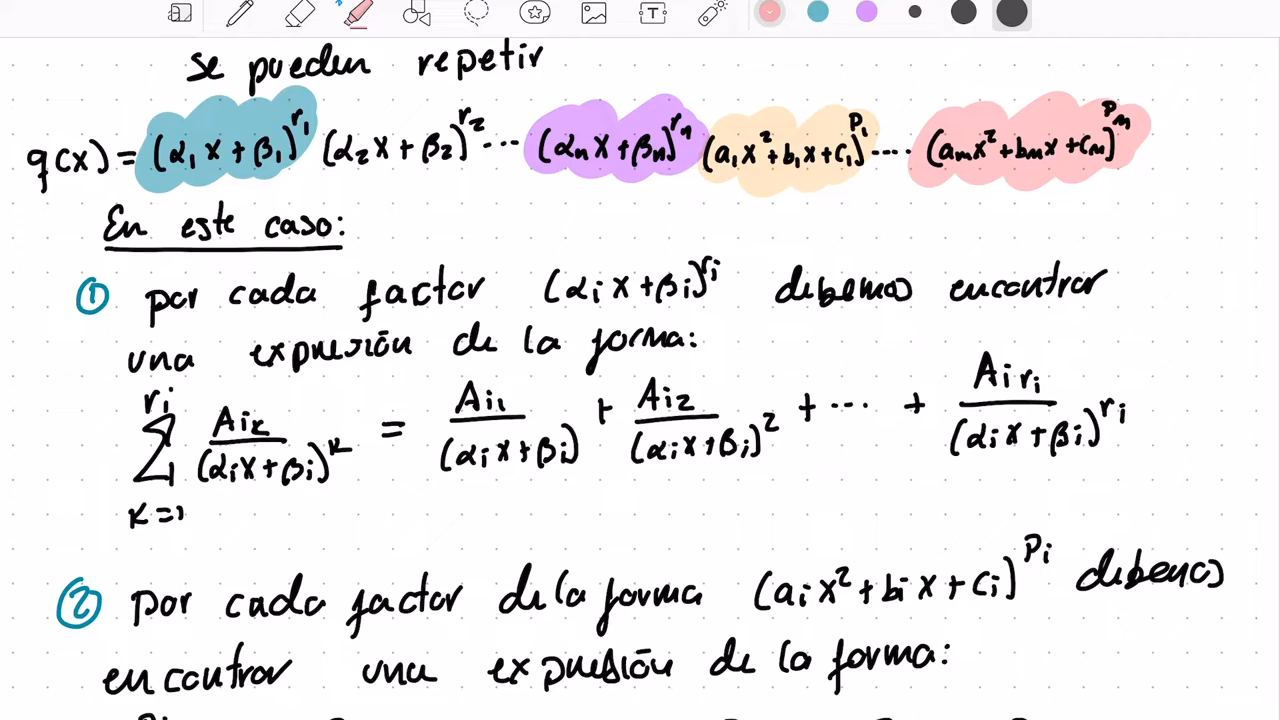 se pueden repetir
q(x) = (α₁x+β₁)^r₁ (α₂x+β₂)^r₂ ... (αₙx+βₙ)^rₙ (a₁x²+b₁x+c₁)^p₁ .... (aₘx²+bₘx+cₘ)^pₘ
En este caso:
① por cada factor (αᵢx+βᵢ)^rᵢ debemos encontrar
una expresión de la forma:
∑_{k=1}^{rᵢ} Aᵢₖ/(αᵢx+βᵢ)^k = Aᵢ₁/(αᵢx+βᵢ) + Aᵢ₂/(αᵢx+βᵢ)² + ... + Aᵢrᵢ/(αᵢx+βᵢ)^rᵢ
② por cada factor de la forma (aᵢx²+bᵢx+cᵢ)^pᵢ debemos
encontrar una expresión de la forma: